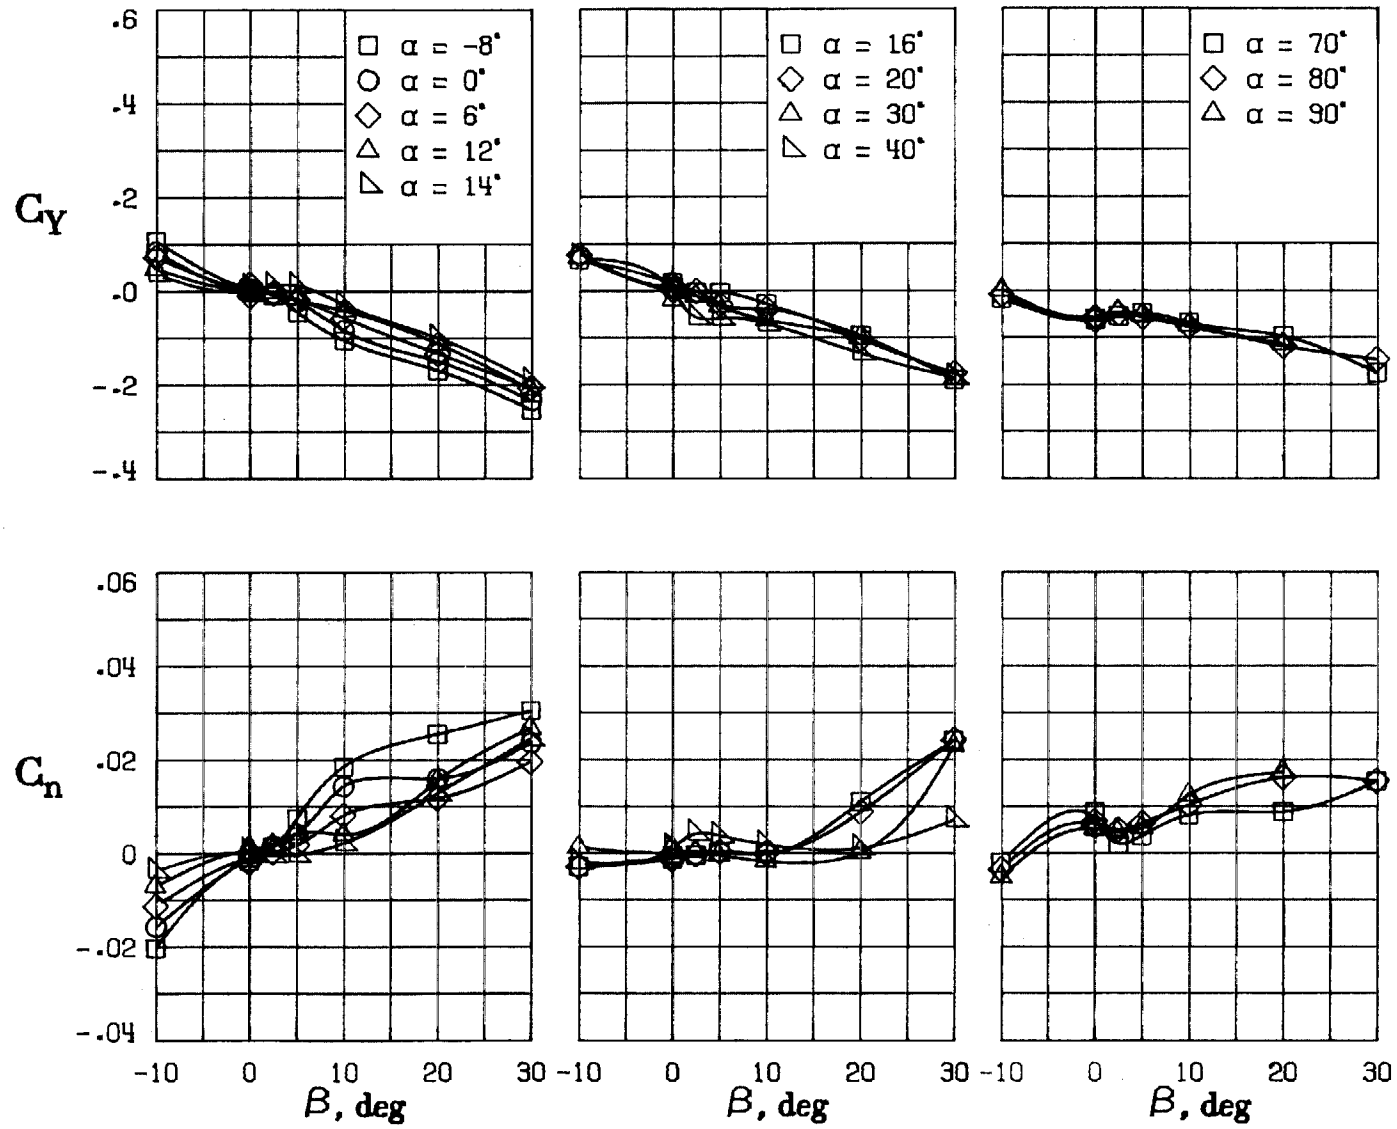 .6
.4
.2
.0
-.2
-.4
C_Y
□ α = -8°
○ α = 0°
◇ α = 6°
△ α = 12°
◺ α = 14°
□ α = 16°
◇ α = 20°
△ α = 30°
◺ α = 40°
□ α = 70°
◇ α = 80°
△ α = 90°
.06
.04
.02
0
-.02
-.04
C_n
-10 0 10 20 30
-10 0 10 20 30
-10 0 10 20 30
β, deg
β, deg
β, deg